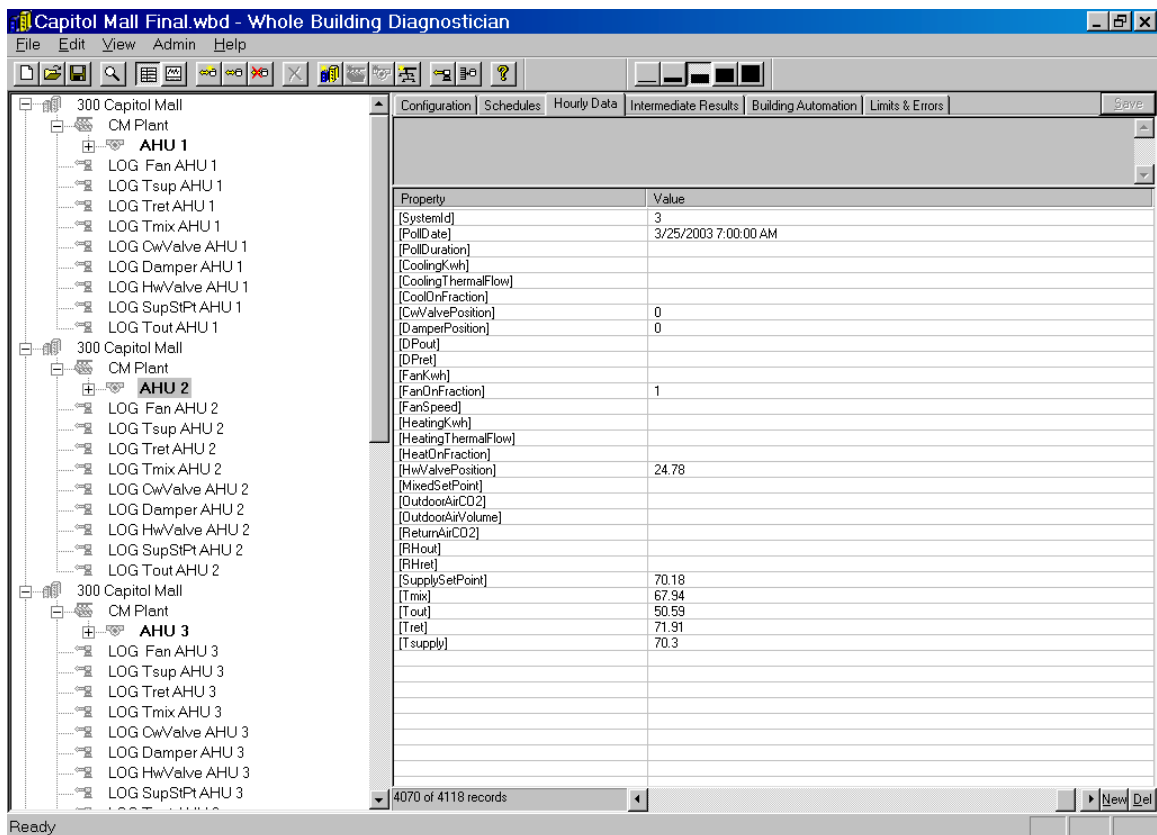 Capitol Mall Final.wbd - Whole Building Diagnostician
File Edit View Admin Help
300 Capitol Mall
CM Plant
AHU 1
LOG Fan AHU 1
LOG Tsup AHU 1
LOG Tret AHU 1
LOG Tmix AHU 1
LOG CwValve AHU 1
LOG Damper AHU 1
LOG HwValve AHU 1
LOG SupStPt AHU 1
LOG Tout AHU 1
300 Capitol Mall
CM Plant
AHU 2
LOG Fan AHU 2
LOG Tsup AHU 2
LOG Tret AHU 2
LOG Tmix AHU 2
LOG CwValve AHU 2
LOG Damper AHU 2
LOG HwValve AHU 2
LOG SupStPt AHU 2
LOG Tout AHU 2
300 Capitol Mall
CM Plant
AHU 3
LOG Fan AHU 3
LOG Tsup AHU 3
LOG Tret AHU 3
LOG Tmix AHU 3
LOG CwValve AHU 3
LOG Damper AHU 3
LOG HwValve AHU 3
LOG SupStPt AHU 3
Configuration Schedules Hourly Data Intermediate Results Building Automation Limits & Errors Save
Property Value
[SystemId] 3
[PollDate] 3/25/2003 7:00:00 AM
[PollDuration]
[CoolingKwh]
[CoolingThermalFlow]
[CoolOnFraction]
[CwValvePosition] 0
[DamperPosition] 0
[DPout]
[DPret]
[FanKwh]
[FanOnFraction] 1
[FanSpeed]
[HeatingKwh]
[HeatingThermalFlow]
[HeatOnFraction]
[HwValvePosition] 24.78
[MixedSetPoint]
[OutdoorAirCO2]
[OutdoorAirVolume]
[ReturnAirCO2]
[RHout]
[RHret]
[SupplySetPoint] 70.18
[Tmix] 67.94
[Tout] 50.59
[Tret] 71.91
[Tsupply] 70.3
4070 of 4118 records
New Del
Ready